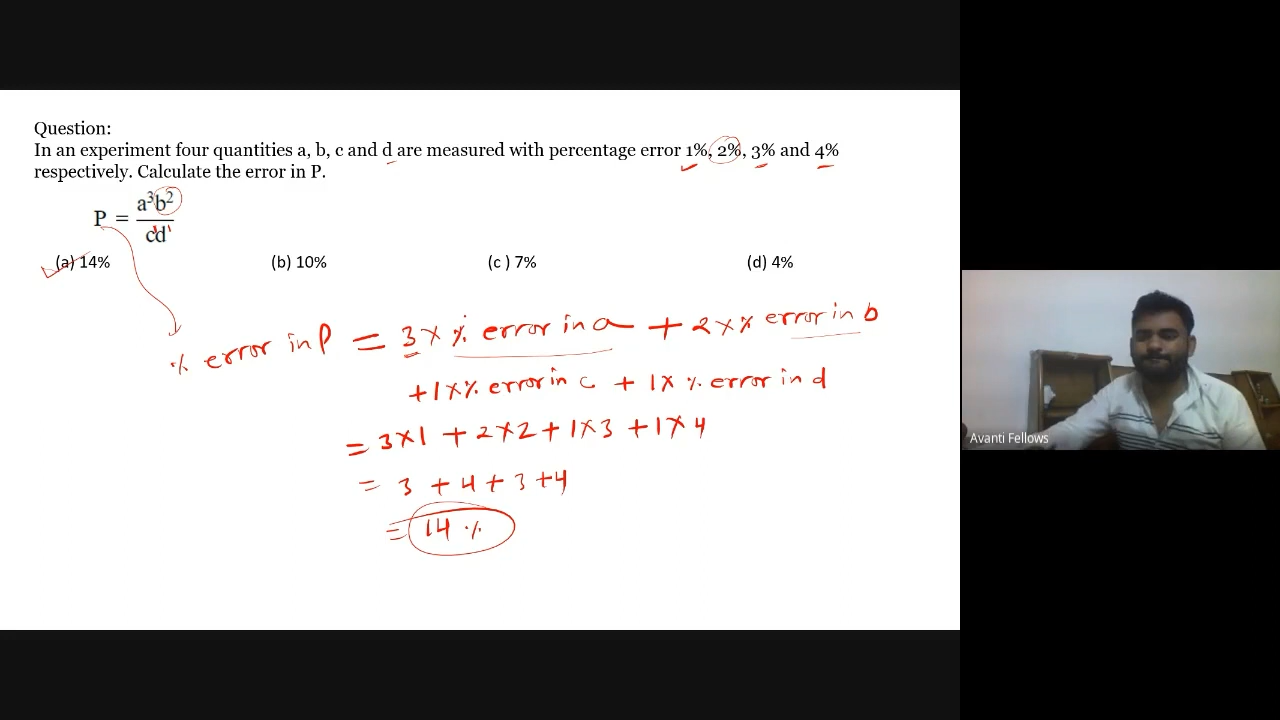 Question:
In an experiment four quantities a, b, c and d are measured with percentage error 1%, 2%, 3% and 4%
respectively. Calculate the error in P.
P = a³b² / cd
(a) 14% (b) 10% (c ) 7% (d) 4%
% error in P = 3 × % error in a + 2 × % error in b
+ 1 × % error in c + 1 × % error in d
= 3×1 + 2×2 + 1×3 + 1×4
= 3 + 4 + 3 + 4
= 14 %
Avanti Fellows